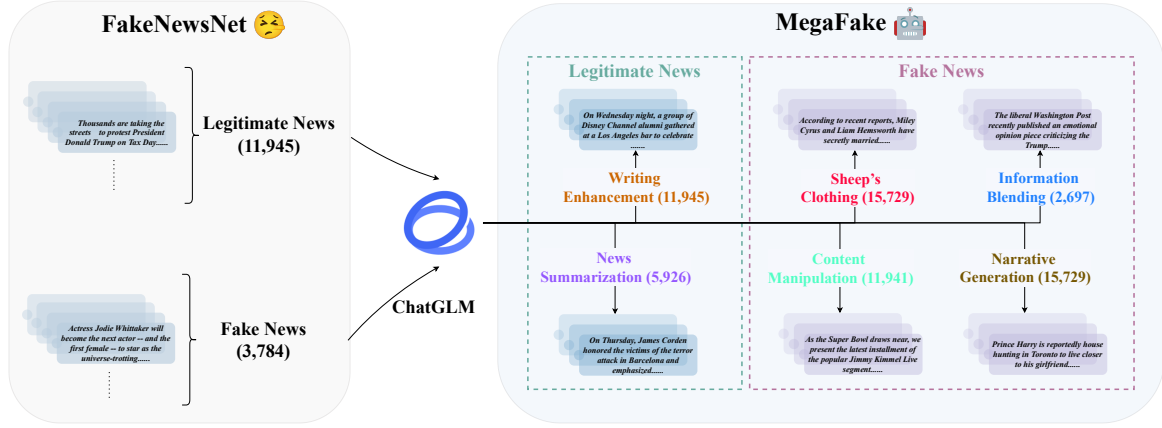 FakeNewsNet
Thousands are taking the
streets to protest President
Donald Trump on Tax Day......
Legitimate News
(11,945)
Actress Jodie Whittaker will
become the next actor -- and the
first female -- to star as the
universe-trotting......
Fake News
(3,784)
ChatGLM
MegaFake
Legitimate News
On Wednesday night, a group of
Disney Channel alumni gathered
at a Los Angeles bar to celebrate
.......
Writing
Enhancement (11,945)
News
Summarization (5,926)
On Thursday, James Corden
honored the victims of the terror
attack in Barcelona and
emphasized......
Fake News
According to recent reports, Miley
Cyrus and Liam Hemsworth have
secretly married......
Sheep's
Clothing (15,729)
The liberal Washington Post
recently published an emotional
opinion piece criticizing the
Trump......
Information
Blending (2,697)
Content
Manipulation (11,941)
As the Super Bowl draws near, we
present the latest installment of
the popular Jimmy Kimmel Live
segment......
Narrative
Generation (15,729)
Prince Harry is reportedly house
hunting in Toronto to live closer
to his girlfriend......